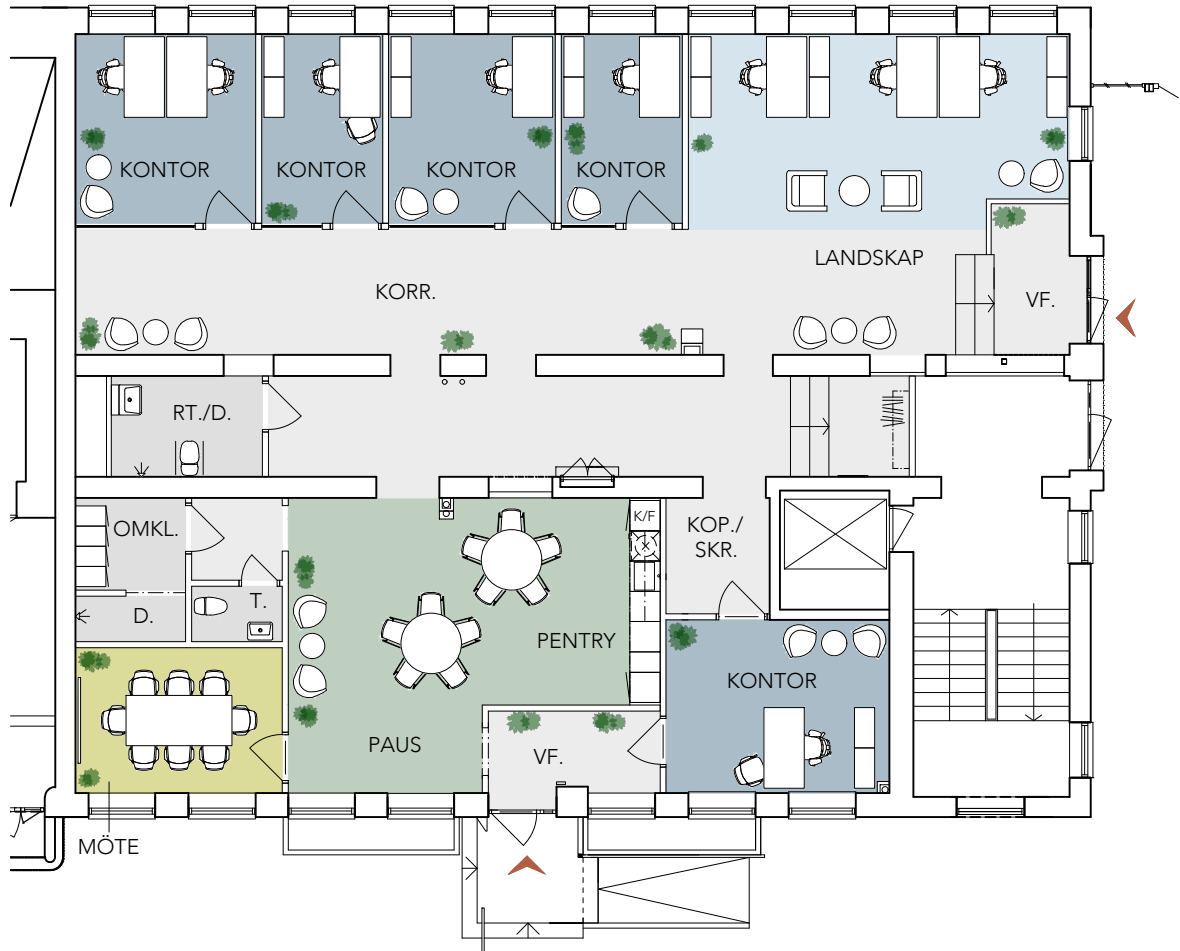 KONTOR
KONTOR
KONTOR
KONTOR
LANDSKAP
KORR.
VF.
RT./D.
OMKL.
K/F
KOP./
SKR.
D.
T.
PENTRY
KONTOR
PAUS
VF.
MÖTE